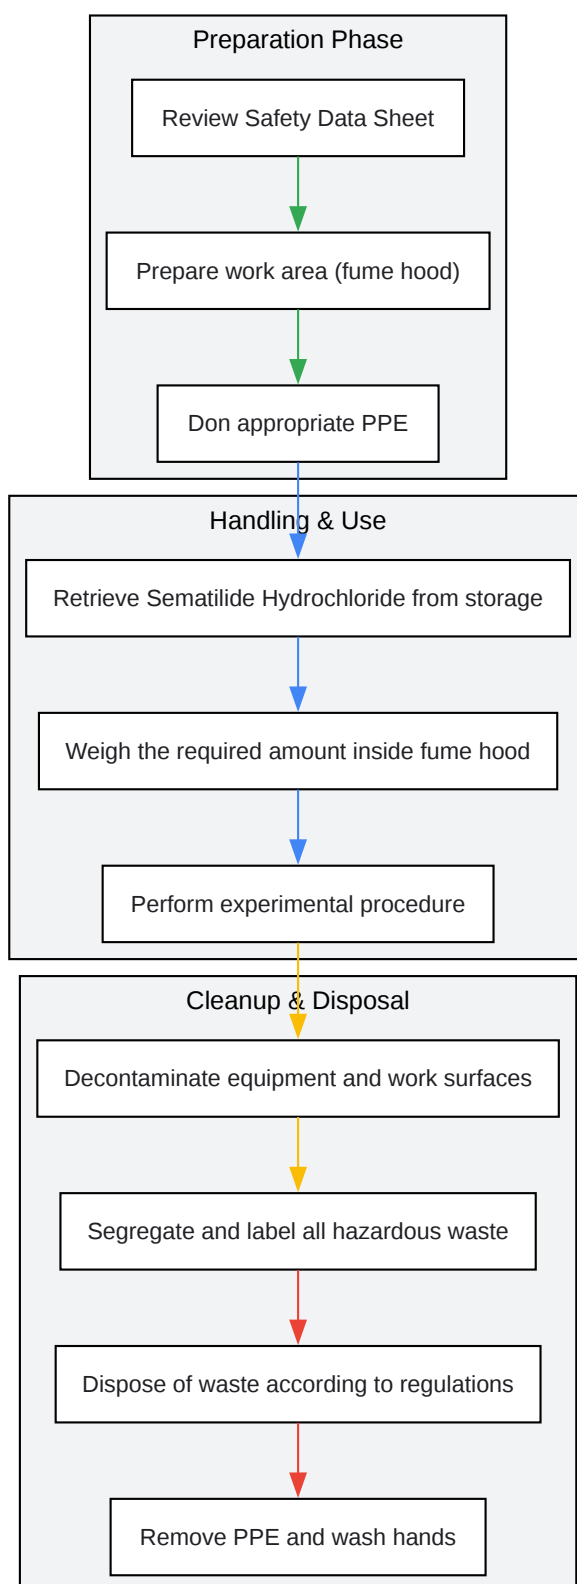 Preparation Phase
Review Safety Data Sheet
Prepare work area (fume hood)
Don appropriate PPE
Handling & Use
Retrieve Sematilide Hydrochloride from storage
Weigh the required amount inside fume hood
Perform experimental procedure
Cleanup & Disposal
Decontaminate equipment and work surfaces
Segregate and label all hazardous waste
Dispose of waste according to regulations
Remove PPE and wash hands